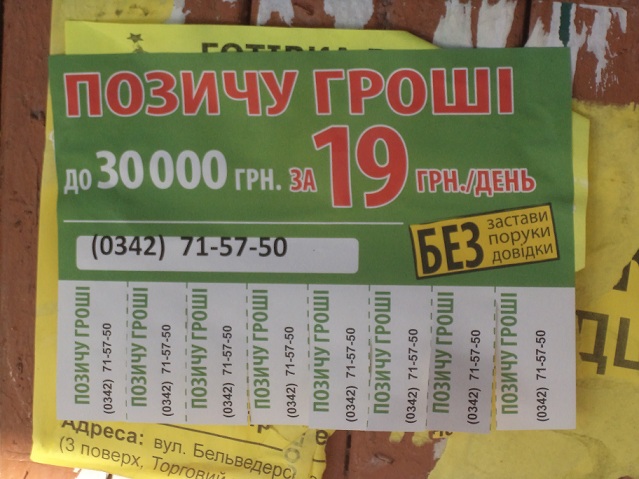 ПОЗИЧУ ГРОШІ
ДО 30 000 ГРН. ЗА 19 ГРН./ДЕНЬ
(0342) 71-57-50
БЕЗ застави
поруки
довідки
ПОЗИЧУ ГРОШІ
(0342) 71-57-50
ПОЗИЧУ ГРОШІ
(0342) 71-57-50
ПОЗИЧУ ГРОШІ
(0342) 71-57-50
ПОЗИЧУ ГРОШІ
(0342) 71-57-50
ПОЗИЧУ ГРОШІ
(0342) 71-57-50
ПОЗИЧУ ГРОШІ
(0342) 71-57-50
ПОЗИЧУ ГРОШІ
(0342) 71-57-50
ПОЗИЧУ ГРОШІ
(0342) 71-57-50
Адреса: вул.
(3 поверх, Торговий